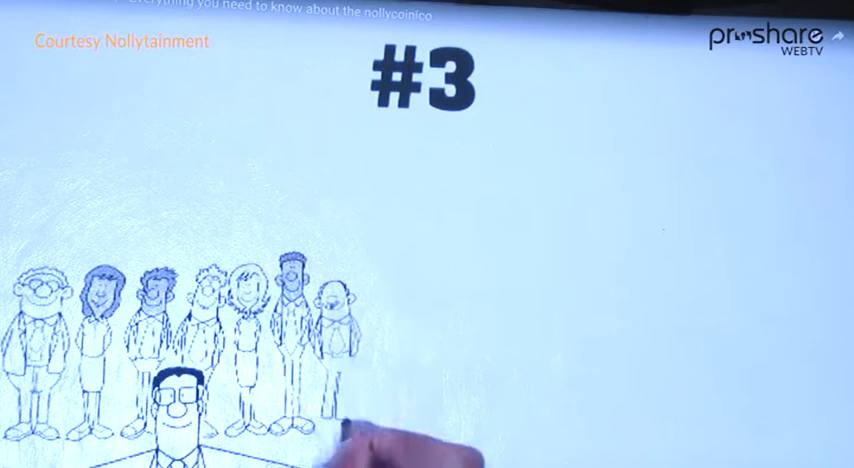 Everything you need to know about the nollycoinIco
Courtesy Nollytainment
#3
proshare
WEBTV